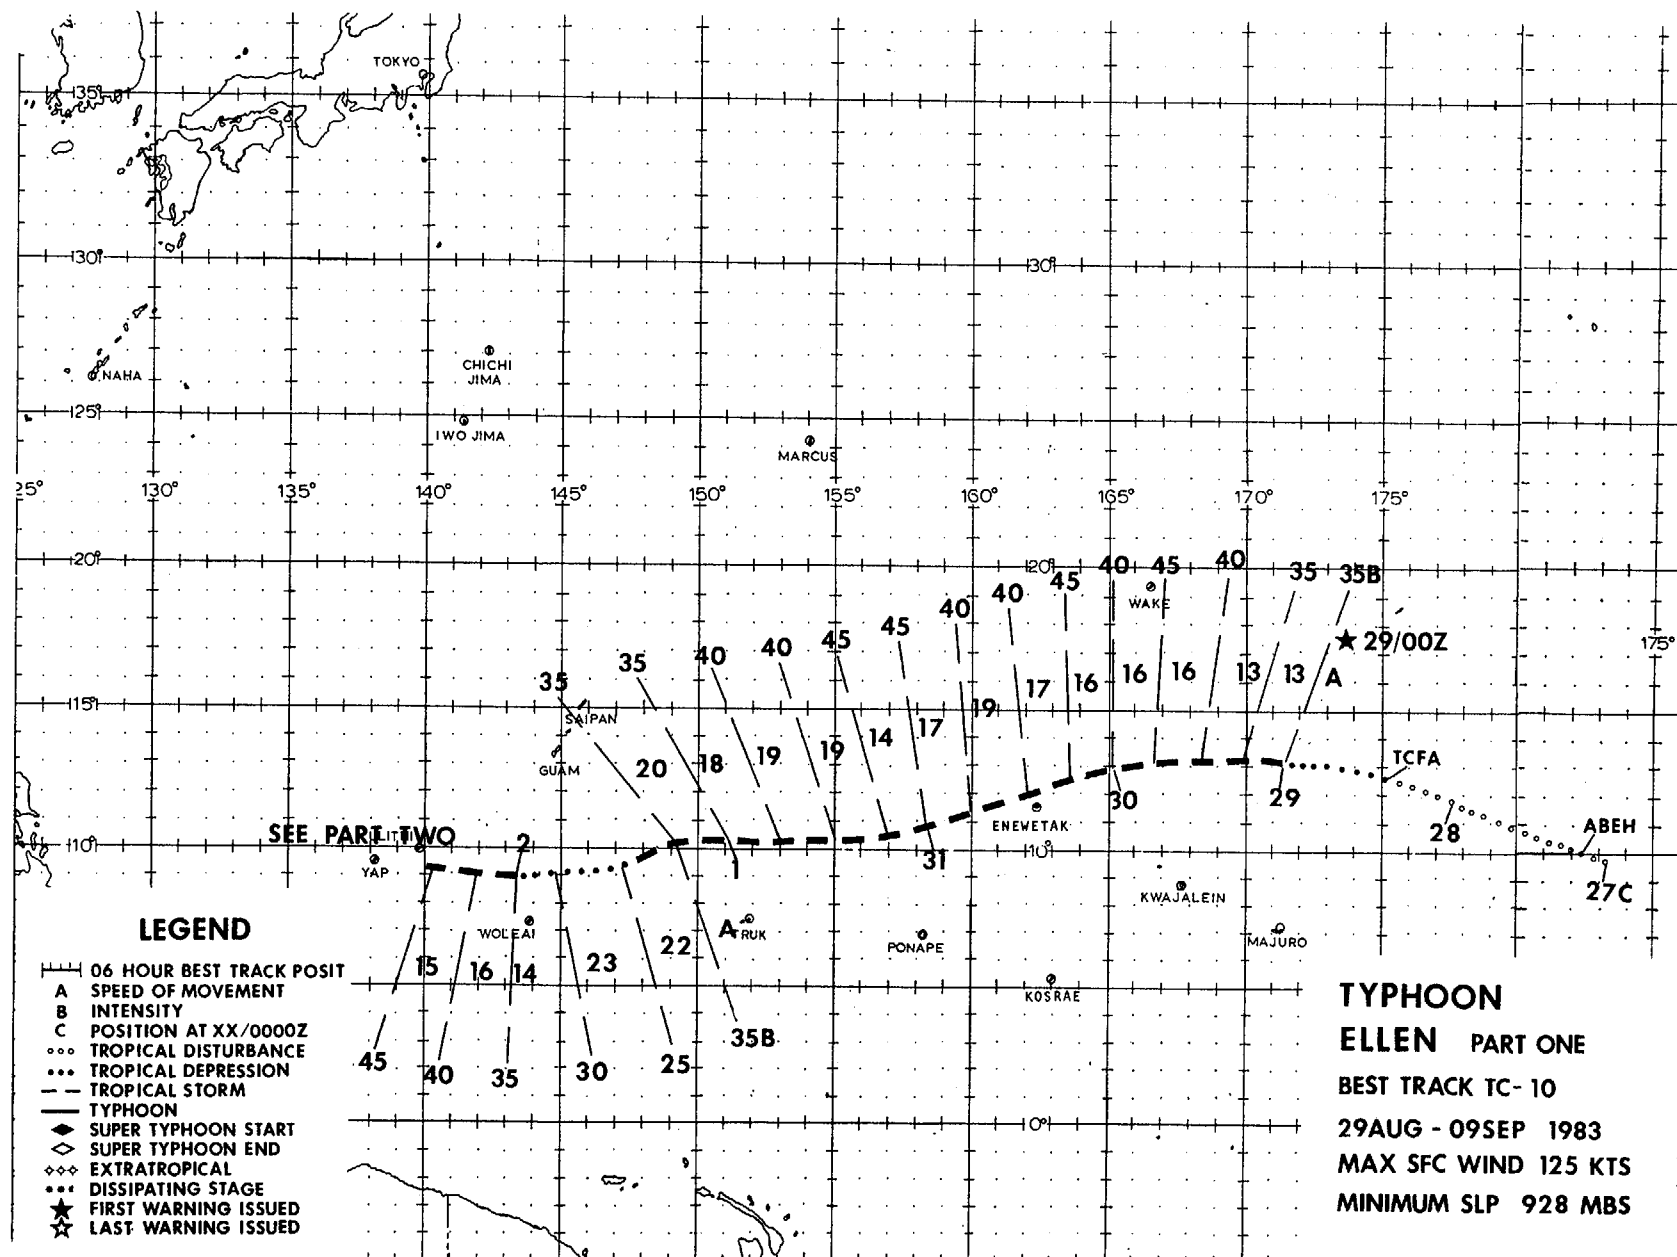 TOKYO
35°
30°
30°
NAHA
CHICHI
JIMA
25°
IWO JIMA
MARCUS
25°
130°
135°
140°
145°
150°
155°
160°
165°
170°
175°
20°
20°
40
45
40
35
35B
45
40
40
WAKE
45
45
40
40
35
35
29/00Z
175°
15°
SAIPAN
GUAM
20
18
19
19
14
17
19
17
16
16
16
13
13
A
TCFA
30
29
28
ABEH
27C
ENEWETAK
10°
31
SEE PART TWO
10°
2
YAP
WOLEAI
A
TRUK
PONAPE
KWAJALEIN
MAJURO
KOSRAE
15
16
14
23
22
45
40
35
30
25
35B
0°
LEGEND
06 HOUR BEST TRACK POSIT
A SPEED OF MOVEMENT
B INTENSITY
C POSITION AT XX/0000Z
TROPICAL DISTURBANCE
TROPICAL DEPRESSION
TROPICAL STORM
TYPHOON
SUPER TYPHOON START
SUPER TYPHOON END
EXTRATROPICAL
DISSIPATING STAGE
FIRST WARNING ISSUED
LAST WARNING ISSUED
TYPHOON
ELLEN PART ONE
BEST TRACK TC-10
29AUG - 09SEP 1983
MAX SFC WIND 125 KTS
MINIMUM SLP 928 MBS